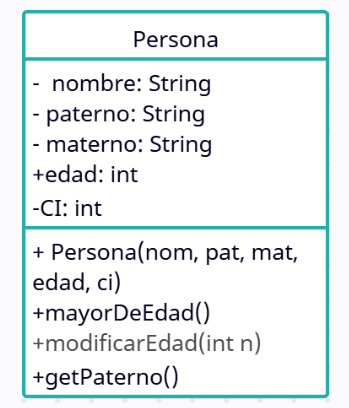 Persona
-  nombre: String
- paterno: String
- materno: String
+edad: int
-CI: int
+ Persona(nom, pat, mat,
edad, ci)
+mayorDeEdad()
+modificarEdad(int n)
+getPaterno()